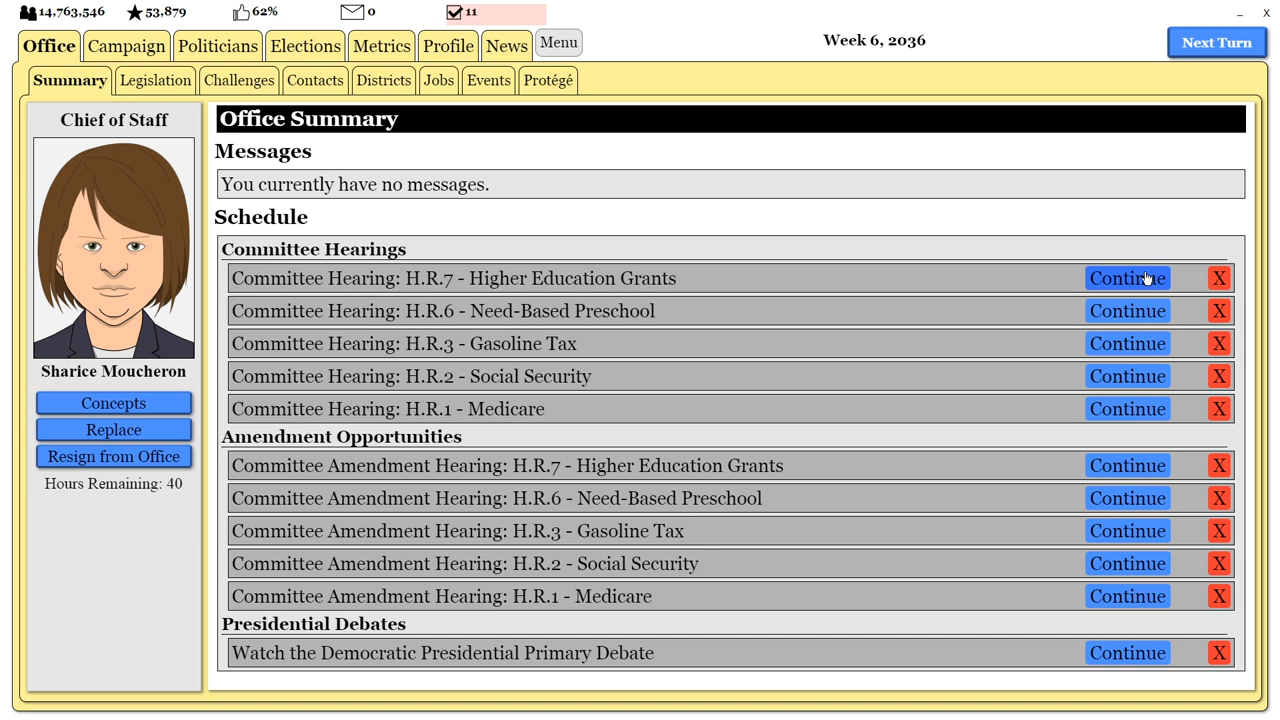 14,763,546 53,879 62% 0 11 _ X
Office Campaign Politicians Elections Metrics Profile News Menu Week 6, 2036 Next Turn
Summary Legislation Challenges Contacts Districts Jobs Events Protégé
Chief of Staff
Sharice Moucheron
Concepts
Replace
Resign from Office
Hours Remaining: 40
Office Summary
Messages
You currently have no messages.
Schedule
Committee Hearings
Committee Hearing: H.R.7 - Higher Education Grants Continue X
Committee Hearing: H.R.6 - Need-Based Preschool Continue X
Committee Hearing: H.R.3 - Gasoline Tax Continue X
Committee Hearing: H.R.2 - Social Security Continue X
Committee Hearing: H.R.1 - Medicare Continue X
Amendment Opportunities
Committee Amendment Hearing: H.R.7 - Higher Education Grants Continue X
Committee Amendment Hearing: H.R.6 - Need-Based Preschool Continue X
Committee Amendment Hearing: H.R.3 - Gasoline Tax Continue X
Committee Amendment Hearing: H.R.2 - Social Security Continue X
Committee Amendment Hearing: H.R.1 - Medicare Continue X
Presidential Debates
Watch the Democratic Presidential Primary Debate Continue X